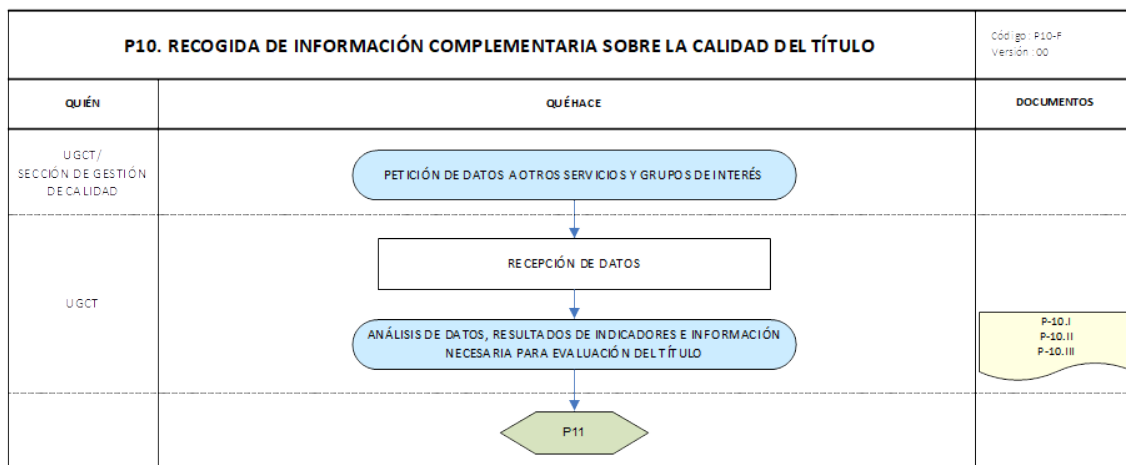 P10. RECOGIDA DE INFORMACIÓN COMPLEMENTARIA SOBRE LA CALIDAD DEL TÍTULO
Código: P10-F
Versión: 00
QUIÉN
QUÉ HACE
DOCUMENTOS
UGCT/
SECCIÓN DE GESTIÓN
DE CALIDAD
PETICIÓN DE DATOS A OTROS SERVICIOS Y GRUPOS DE INTERÉS
RECEPCIÓN DE DATOS
UGCT
ANÁLISIS DE DATOS, RESULTADOS DE INDICADORES E INFORMACIÓN
NECESARIA PARA EVALUACIÓN DEL TÍTULO
P-10.I
P-10.II
P-10.III
P11